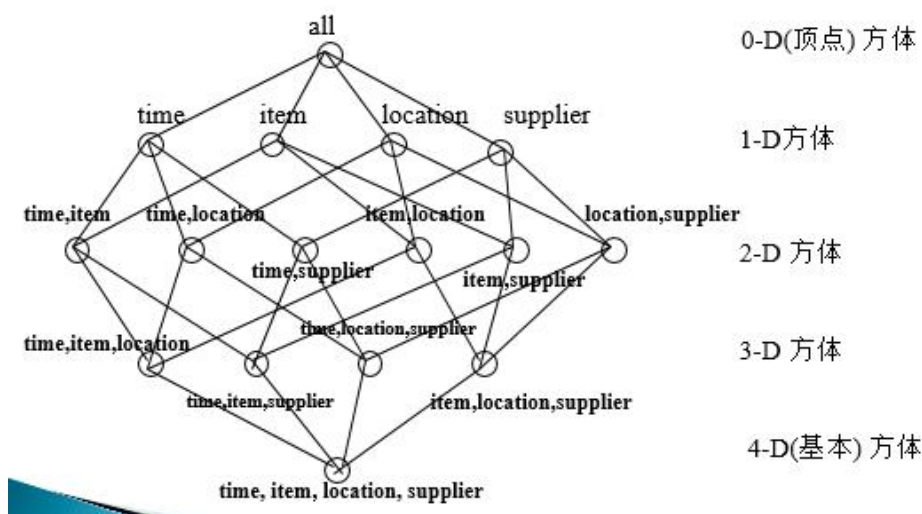 all
0-D(顶点) 方体
time item location supplier
1-D方体
time,item time,location item,location location,supplier
2-D 方体
time,supplier item,supplier
time,item,location time,location,supplier
3-D 方体
time,item,supplier item,location,supplier
4-D(基本) 方体
time, item, location, supplier